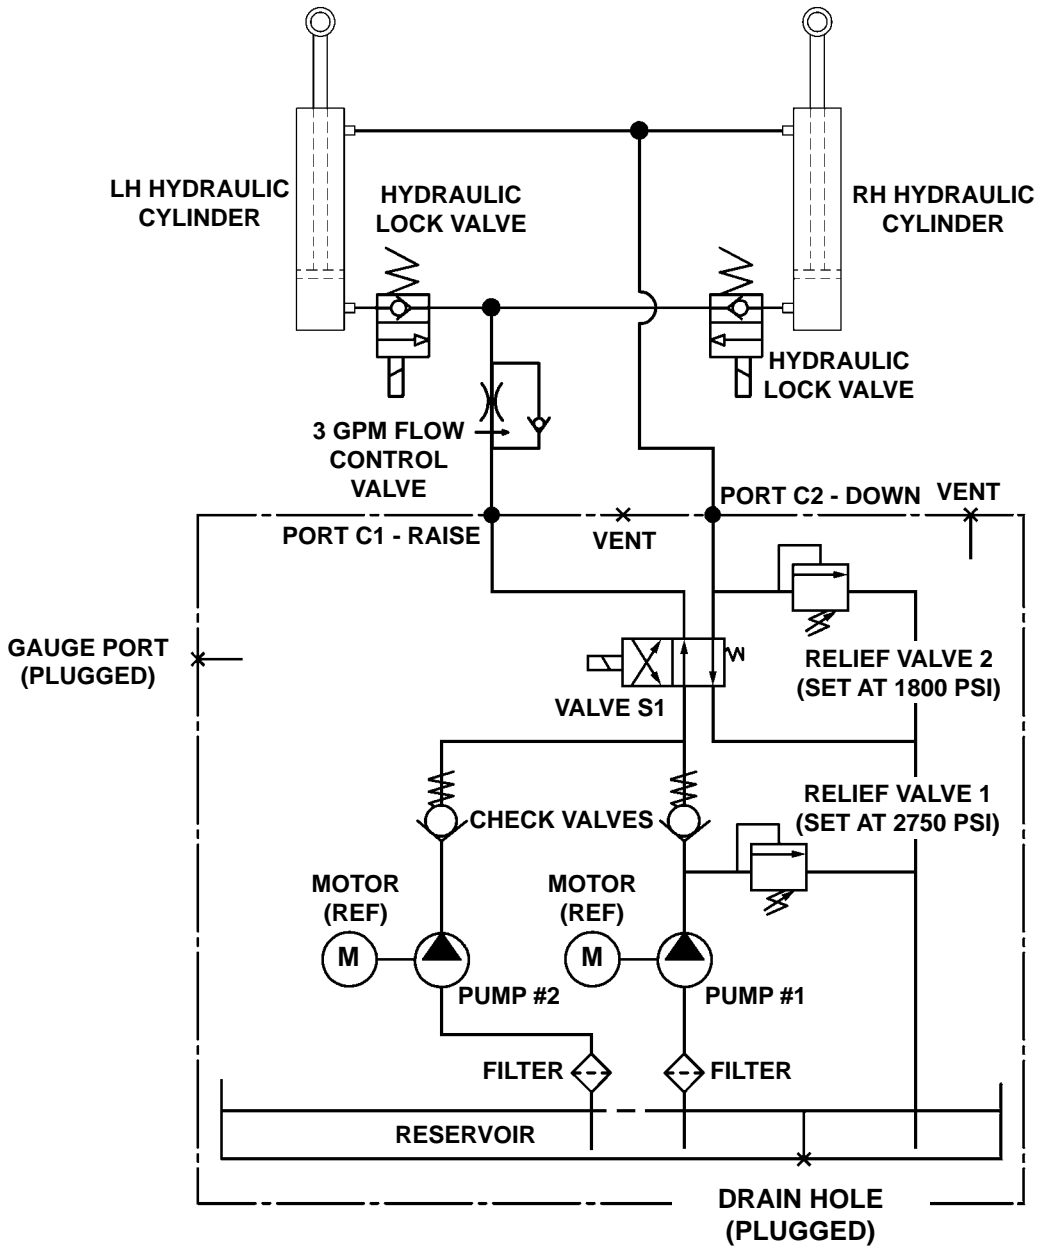 LH HYDRAULIC
CYLINDER
HYDRAULIC
LOCK VALVE
RH HYDRAULIC
CYLINDER
HYDRAULIC
LOCK VALVE
3 GPM FLOW
CONTROL
VALVE
PORT C1 - RAISE
VENT
PORT C2 - DOWN
VENT
GAUGE PORT
(PLUGGED)
VALVE S1
RELIEF VALVE 2
(SET AT 1800 PSI)
RELIEF VALVE 1
(SET AT 2750 PSI)
CHECK VALVES
MOTOR
(REF)
M
PUMP #2
MOTOR
(REF)
M
PUMP #1
FILTER
FILTER
RESERVOIR
DRAIN HOLE
(PLUGGED)